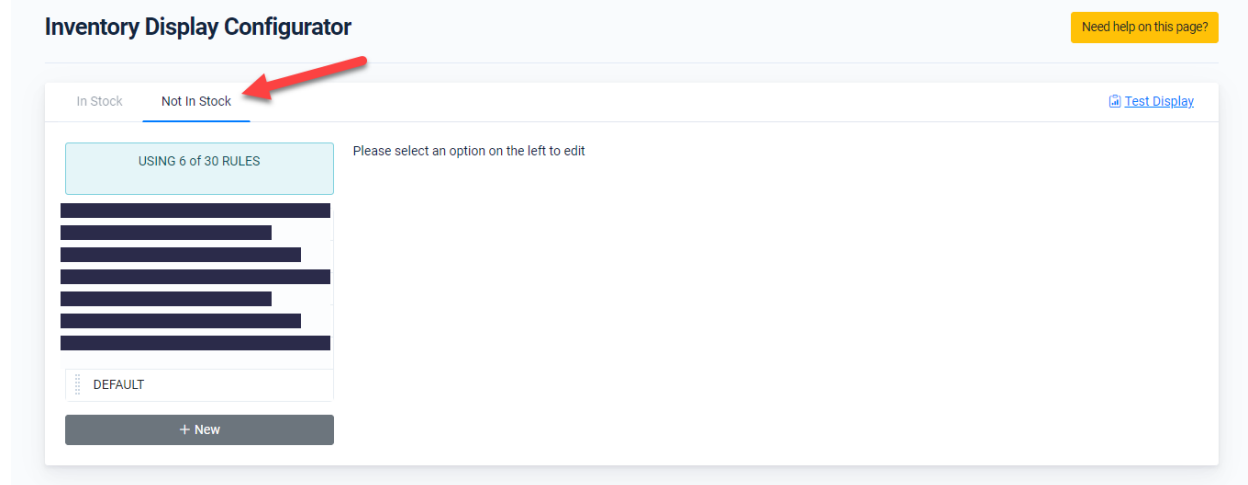 Inventory Display Configurator
Need help on this page?
In Stock
Not In Stock
Test Display
USING 6 of 30 RULES
Please select an option on the left to edit
DEFAULT
+ New